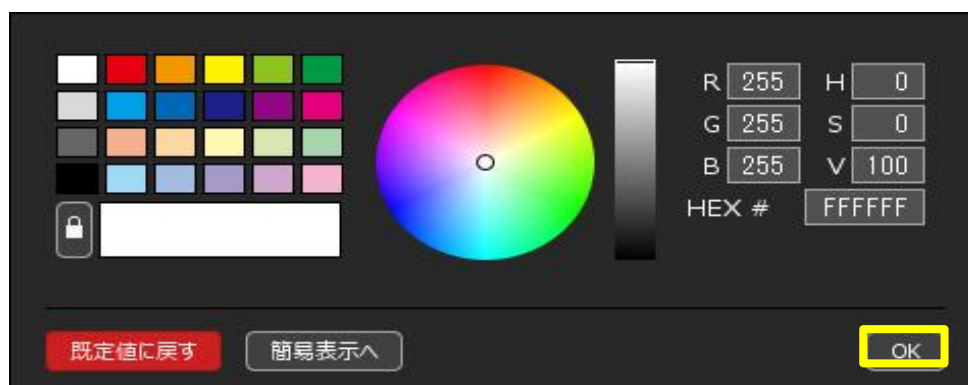 R 255 H 0
G 255 S 0
B 255 V 100
HEX # FFFFFF
既定値に戻す 簡易表示へ OK